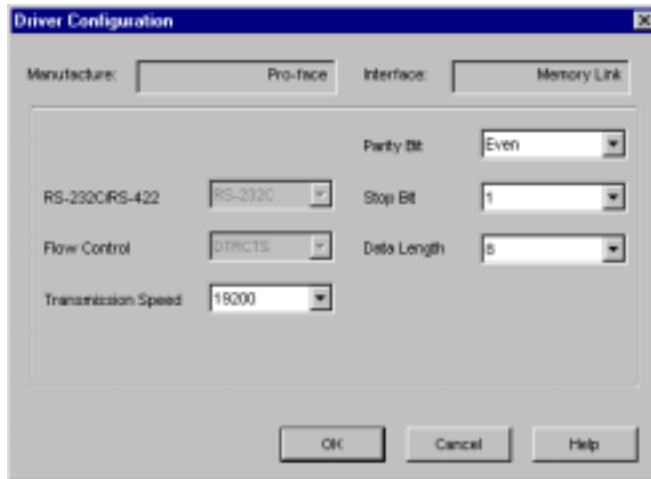 Driver Configuration
Manufacture: Pro-face Interface: Memory Link
Parity Bit Even
RS-232C/RS-422 RS-232C Stop Bit 1
Flow Control DTR/CTS Data Length 8
Transmission Speed 19200
OK Cancel Help